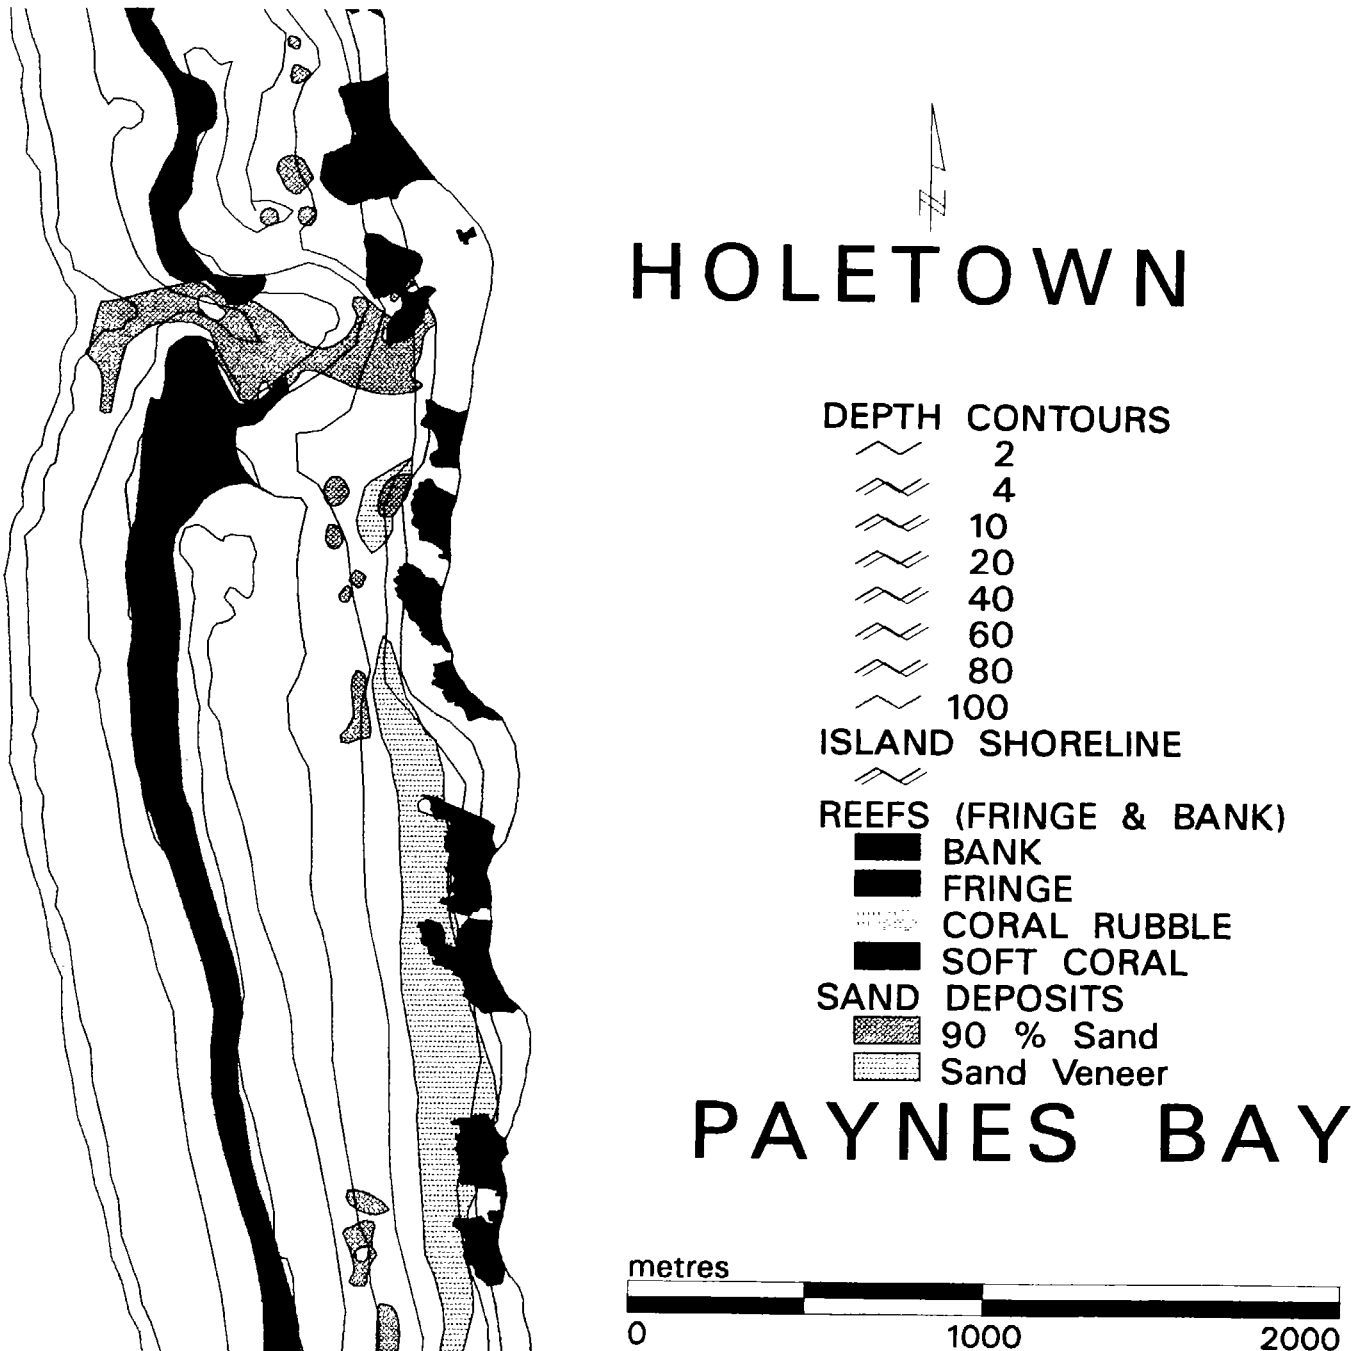 N
HOLETOWN
DEPTH CONTOURS
2
4
10
20
40
60
80
100
ISLAND SHORELINE
REEFS (FRINGE & BANK)
BANK
FRINGE
CORAL RUBBLE
SOFT CORAL
SAND DEPOSITS
90 % Sand
Sand Veneer
PAYNES BAY
metres
0 1000 2000